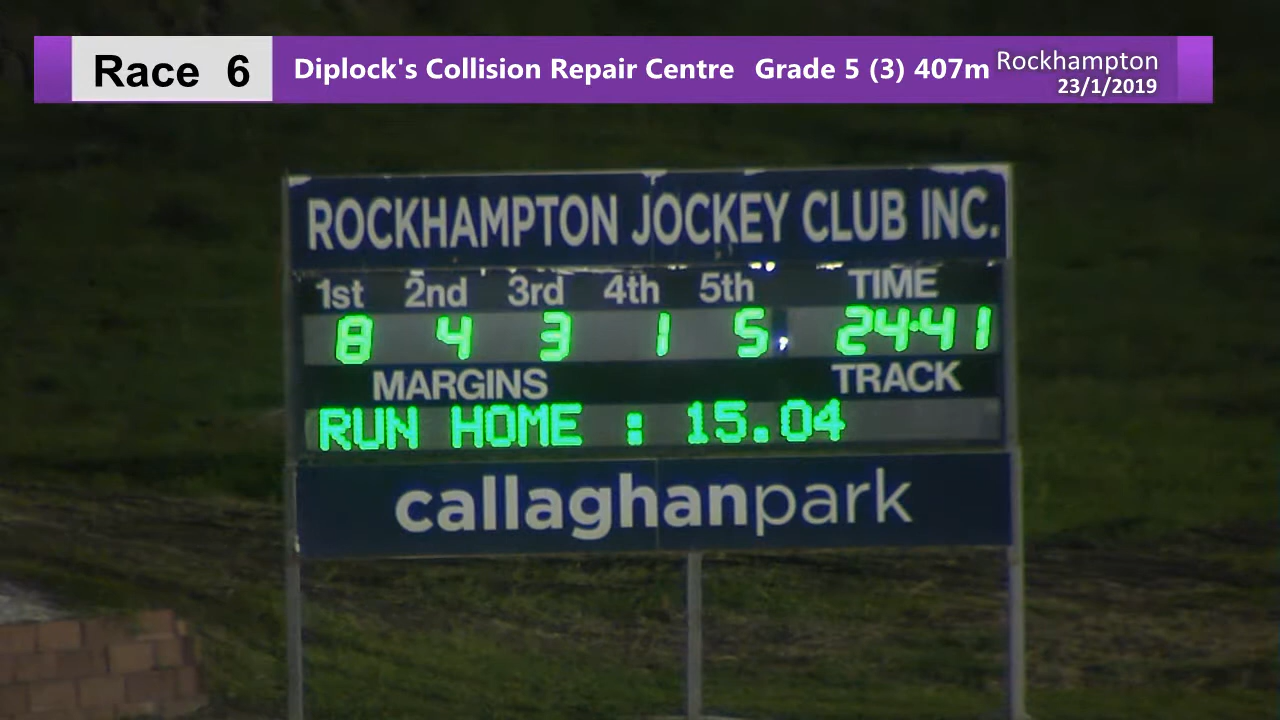 Race 6 Diplock's Collision Repair Centre Grade 5 (3) 407m Rockhampton
23/1/2019
ROCKHAMPTON JOCKEY CLUB INC.
1st 2nd 3rd 4th 5th TIME
8 4 3 1 5 24.41
MARGINS TRACK
RUN HOME : 15.04
callaghanpark